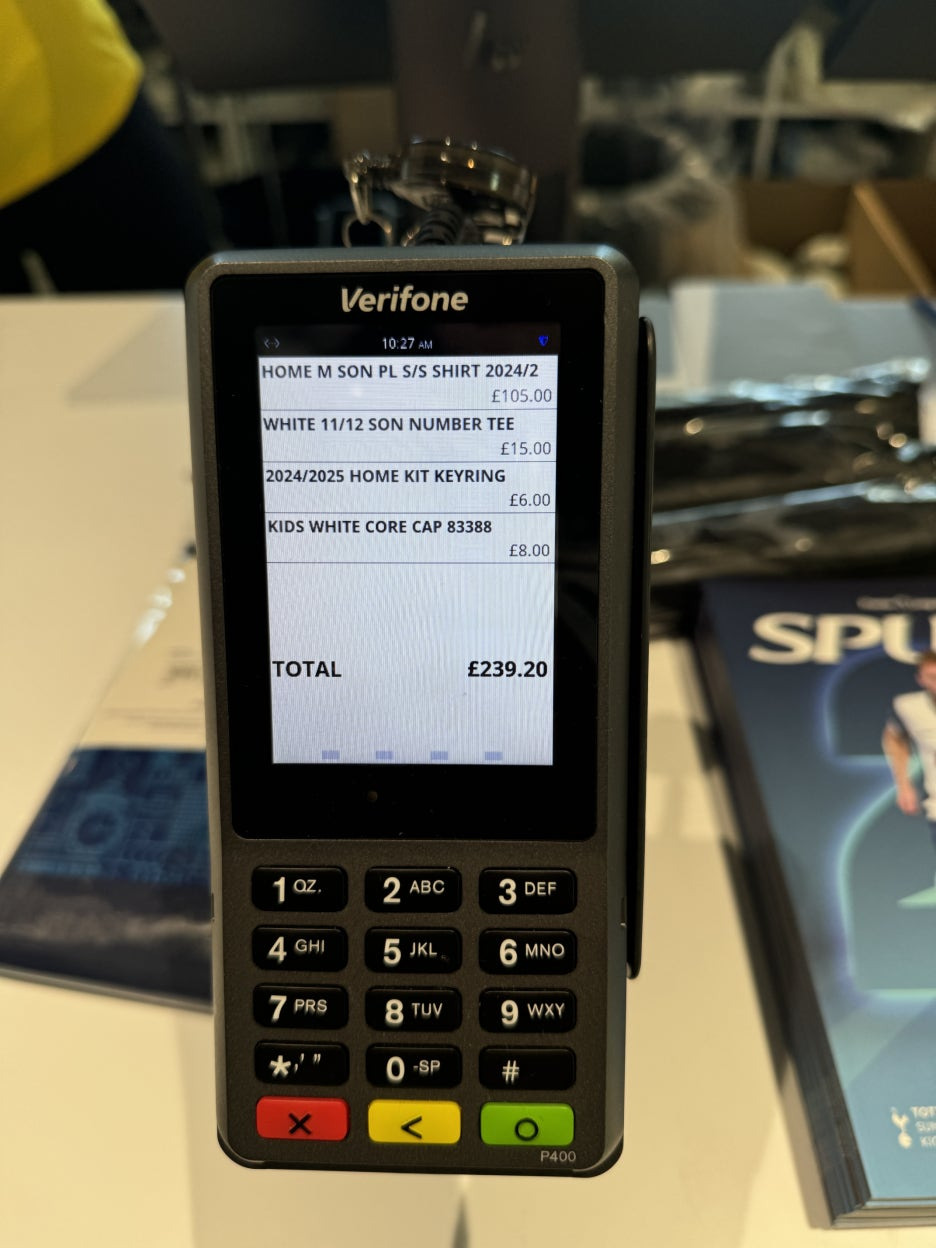 Verifone
10:27 AM
HOME M SON PL S/S SHIRT 2024/2
£105.00
WHITE 11/12 SON NUMBER TEE
£15.00
2024/2025 HOME KIT KEYRING
£6.00
KIDS WHITE CORE CAP 83388
£8.00
TOTAL £239.20
1 QZ. 2 ABC 3 DEF
4 GHI 5 JKL 6 MNO
7 PRS 8 TUV 9 WXY
*,' " 0 -SP #
P400
SPU
TOT